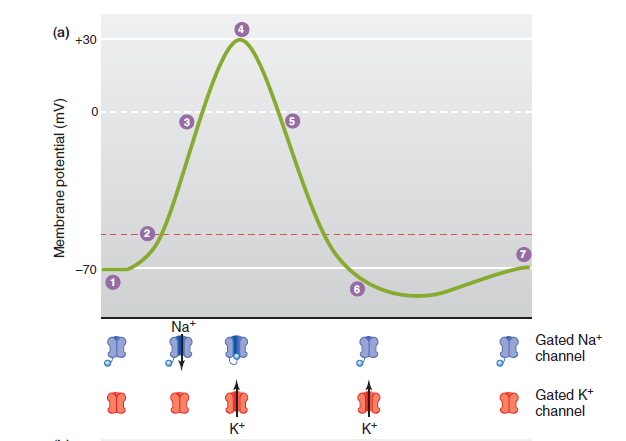 (a)
+30
4
3
5
0
Membrane potential (mV)
2
7
−70
1
6
Na+
Gated Na+
channel
Gated K+
channel
K+
K+